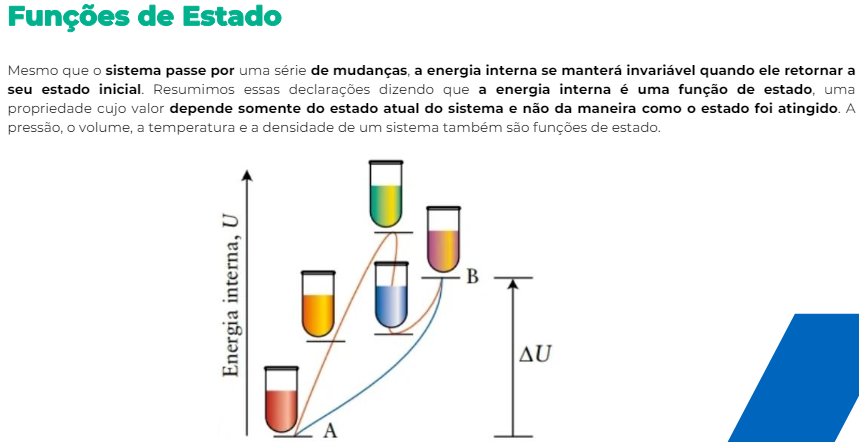 Funções de Estado
Mesmo que o sistema passe por uma série de mudanças, a energia interna se manterá invariável quando ele retornar a
seu estado inicial. Resumimos essas declarações dizendo que a energia interna é uma função de estado, uma
propriedade cujo valor depende somente do estado atual do sistema e não da maneira como o estado foi atingido. A
pressão, o volume, a temperatura e a densidade de um sistema também são funções de estado.
Energia interna, U
B
ΔU
A